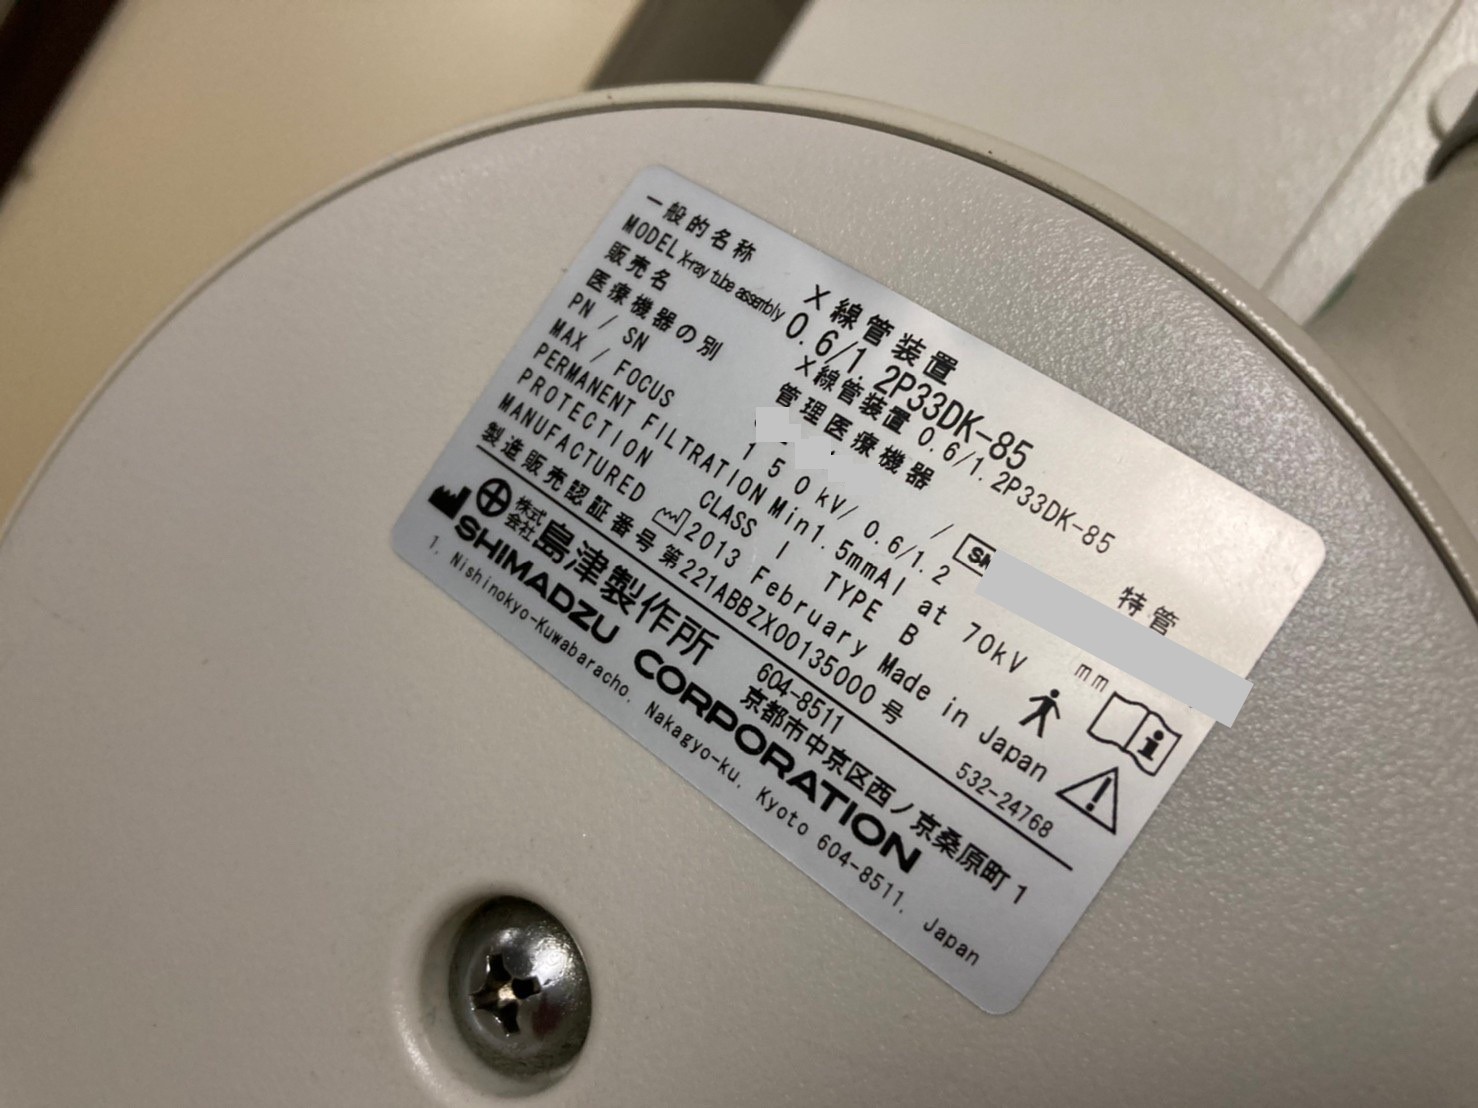 一般的名称 X線管装置
MODEL X-ray tube assembly 0.6/1.2P33DK-85
販売名 X線管装置 0.6/1.2P33DK-85
医療機器の別 管理医療機器 特管
PN / SN / SN
MAX / FOCUS 150kV/ 0.6/1.2 mm
PERMANENT FILTRATION Min1.5mmAl at 70kV
PROTECTION CLASS I TYPE B
MANUFACTURED 2013 February Made in Japan
製造販売認証番号 第221ABBZX00135000号 532-24768
株式会社 島津製作所 604-8511 京都市中京区西ノ京桑原町1
SHIMADZU CORPORATION
1, Nishinokyo-Kuwabaracho, Nakagyo-ku, Kyoto 604-8511, Japan